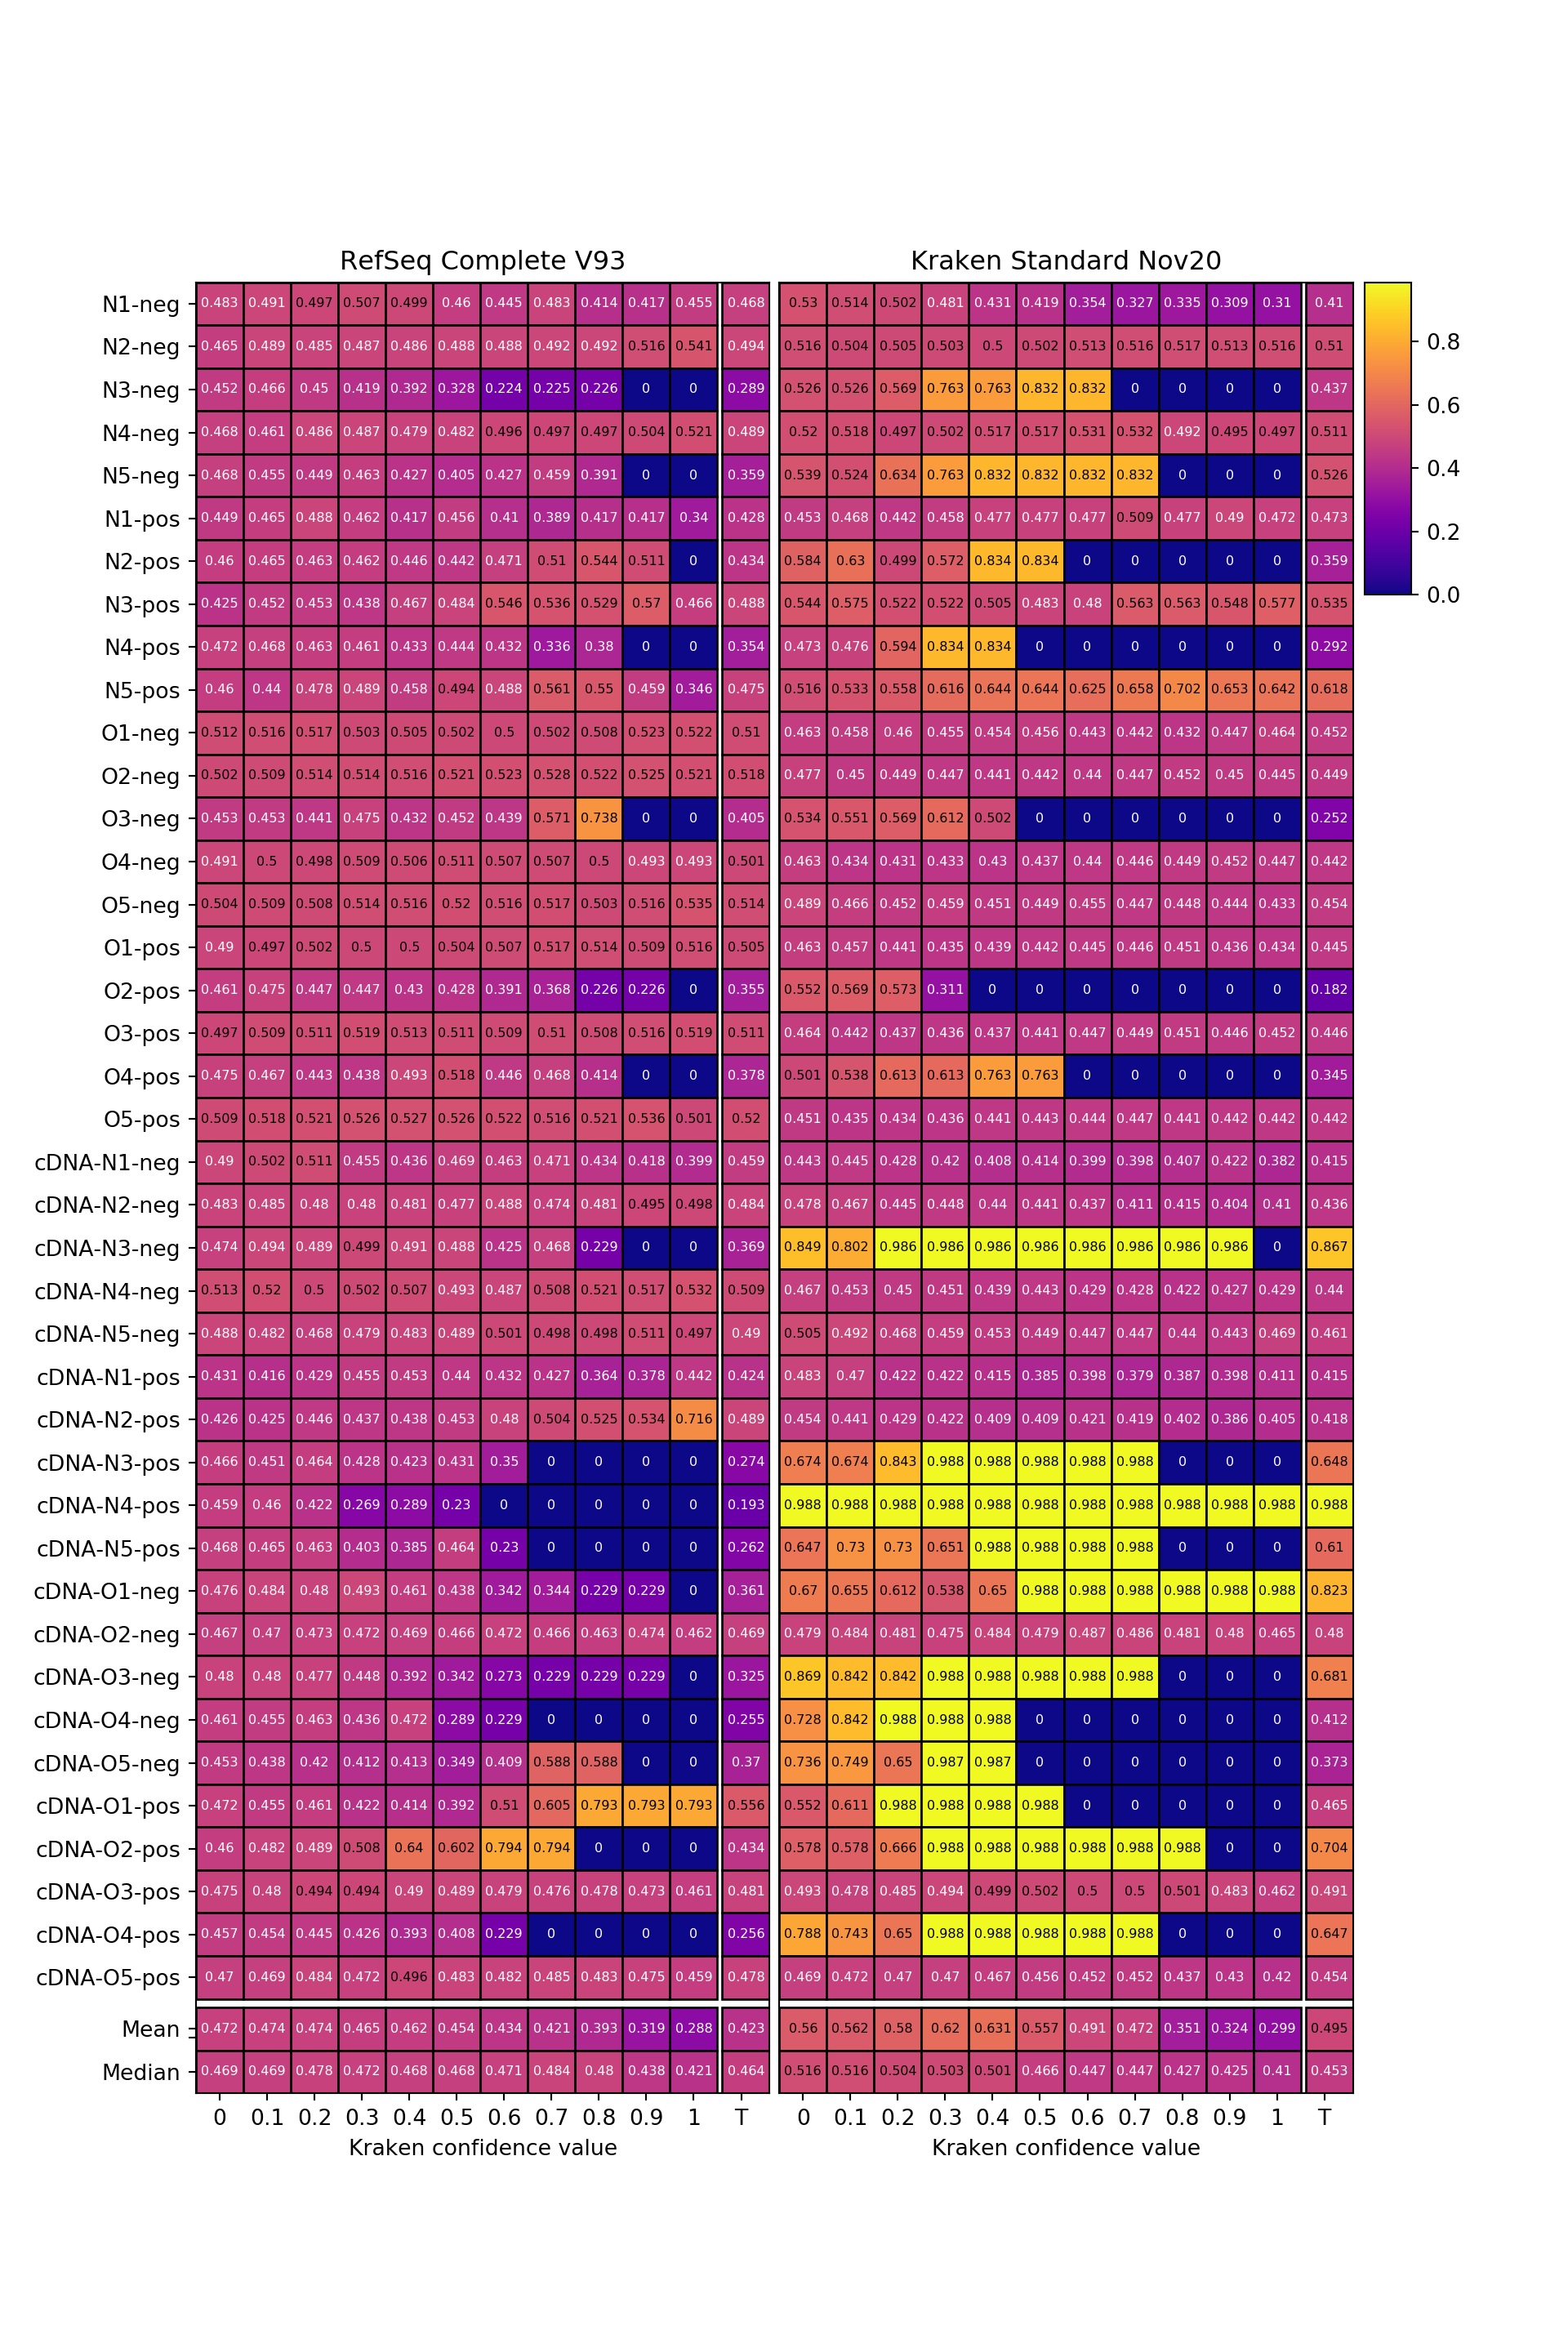 RefSeq Complete V93 Kraken Standard Nov20
N1-neg 0.483 0.491 0.497 0.507 0.499 0.46 0.445 0.483 0.414 0.417 0.455 0.468 0.53 0.514 0.502 0.481 0.431 0.419 0.354 0.327 0.335 0.309 0.31 0.41
N2-neg 0.465 0.489 0.485 0.487 0.486 0.488 0.488 0.492 0.492 0.516 0.541 0.494 0.516 0.504 0.505 0.503 0.5 0.502 0.513 0.516 0.517 0.513 0.516 0.51 0.8
N3-neg 0.452 0.466 0.45 0.419 0.392 0.328 0.224 0.225 0.226 0 0 0.289 0.526 0.526 0.569 0.763 0.763 0.832 0.832 0 0 0 0 0.437 0.6
N4-neg 0.468 0.461 0.486 0.487 0.479 0.482 0.496 0.497 0.497 0.504 0.521 0.489 0.52 0.518 0.497 0.502 0.517 0.517 0.531 0.532 0.492 0.495 0.497 0.511
N5-neg 0.468 0.455 0.449 0.463 0.427 0.405 0.427 0.459 0.391 0 0 0.359 0.539 0.524 0.634 0.763 0.832 0.832 0.832 0.832 0 0 0 0.526 0.4
N1-pos 0.449 0.465 0.488 0.462 0.417 0.456 0.41 0.389 0.417 0.417 0.34 0.428 0.453 0.468 0.442 0.458 0.477 0.477 0.477 0.509 0.477 0.49 0.472 0.473 0.2
N2-pos 0.46 0.465 0.463 0.462 0.446 0.442 0.471 0.51 0.544 0.511 0 0.434 0.584 0.63 0.499 0.572 0.834 0.834 0 0 0 0 0 0.359
N3-pos 0.425 0.452 0.453 0.438 0.467 0.484 0.546 0.536 0.529 0.57 0.466 0.488 0.544 0.575 0.522 0.522 0.505 0.483 0.48 0.563 0.563 0.548 0.577 0.535 0.0
N4-pos 0.472 0.468 0.463 0.461 0.433 0.444 0.432 0.336 0.38 0 0 0.354 0.473 0.476 0.594 0.834 0.834 0 0 0 0 0 0 0.292
N5-pos 0.46 0.44 0.478 0.489 0.458 0.494 0.488 0.561 0.55 0.459 0.346 0.475 0.516 0.533 0.558 0.616 0.644 0.644 0.625 0.658 0.702 0.653 0.642 0.618
O1-neg 0.512 0.516 0.517 0.503 0.505 0.502 0.5 0.502 0.508 0.523 0.522 0.51 0.463 0.458 0.46 0.455 0.454 0.456 0.443 0.442 0.432 0.447 0.464 0.452
O2-neg 0.502 0.509 0.514 0.514 0.516 0.521 0.523 0.528 0.522 0.525 0.521 0.518 0.477 0.45 0.449 0.447 0.441 0.442 0.44 0.447 0.452 0.45 0.445 0.449
O3-neg 0.453 0.453 0.441 0.475 0.432 0.452 0.439 0.571 0.738 0 0 0.405 0.534 0.551 0.569 0.612 0.502 0 0 0 0 0 0 0.252
O4-neg 0.491 0.5 0.498 0.509 0.506 0.511 0.507 0.507 0.5 0.493 0.493 0.501 0.463 0.434 0.431 0.433 0.43 0.437 0.44 0.446 0.449 0.452 0.447 0.442
O5-neg 0.504 0.509 0.508 0.514 0.516 0.52 0.516 0.517 0.503 0.516 0.535 0.514 0.489 0.466 0.452 0.459 0.451 0.449 0.455 0.447 0.448 0.444 0.433 0.454
O1-pos 0.49 0.497 0.502 0.5 0.5 0.504 0.507 0.517 0.514 0.509 0.516 0.505 0.463 0.457 0.441 0.435 0.439 0.442 0.445 0.446 0.451 0.436 0.434 0.445
O2-pos 0.461 0.475 0.447 0.447 0.43 0.428 0.391 0.368 0.226 0.226 0 0.355 0.552 0.569 0.573 0.311 0 0 0 0 0 0 0 0.182
O3-pos 0.497 0.509 0.511 0.519 0.513 0.511 0.509 0.51 0.508 0.516 0.519 0.511 0.464 0.442 0.437 0.436 0.437 0.441 0.447 0.449 0.451 0.446 0.452 0.446
O4-pos 0.475 0.467 0.443 0.438 0.493 0.518 0.446 0.468 0.414 0 0 0.378 0.501 0.538 0.613 0.613 0.763 0.763 0 0 0 0 0 0.345
O5-pos 0.509 0.518 0.521 0.526 0.527 0.526 0.522 0.516 0.521 0.536 0.501 0.52 0.451 0.435 0.434 0.436 0.441 0.443 0.444 0.447 0.441 0.442 0.442 0.442
cDNA-N1-neg 0.49 0.502 0.511 0.455 0.436 0.469 0.463 0.471 0.434 0.418 0.399 0.459 0.443 0.445 0.428 0.42 0.408 0.414 0.399 0.398 0.407 0.422 0.382 0.415
cDNA-N2-neg 0.483 0.485 0.48 0.48 0.481 0.477 0.488 0.474 0.481 0.495 0.498 0.484 0.478 0.467 0.445 0.448 0.44 0.441 0.437 0.411 0.415 0.404 0.41 0.436
cDNA-N3-neg 0.474 0.494 0.489 0.499 0.491 0.488 0.425 0.468 0.229 0 0 0.369 0.849 0.802 0.986 0.986 0.986 0.986 0.986 0.986 0.986 0.986 0 0.867
cDNA-N4-neg 0.513 0.52 0.5 0.502 0.507 0.493 0.487 0.508 0.521 0.517 0.532 0.509 0.467 0.453 0.45 0.451 0.439 0.443 0.429 0.428 0.422 0.427 0.429 0.44
cDNA-N5-neg 0.488 0.482 0.468 0.479 0.483 0.489 0.501 0.498 0.498 0.511 0.497 0.49 0.505 0.492 0.468 0.459 0.453 0.449 0.447 0.447 0.44 0.443 0.469 0.461
cDNA-N1-pos 0.431 0.416 0.429 0.455 0.453 0.44 0.432 0.427 0.364 0.378 0.442 0.424 0.483 0.47 0.422 0.422 0.415 0.385 0.398 0.379 0.387 0.398 0.411 0.415
cDNA-N2-pos 0.426 0.425 0.446 0.437 0.438 0.453 0.48 0.504 0.525 0.534 0.716 0.489 0.454 0.441 0.429 0.422 0.409 0.409 0.421 0.419 0.402 0.386 0.405 0.418
cDNA-N3-pos 0.466 0.451 0.464 0.428 0.423 0.431 0.35 0 0 0 0 0.274 0.674 0.674 0.843 0.988 0.988 0.988 0.988 0.988 0 0 0 0.648
cDNA-N4-pos 0.459 0.46 0.422 0.269 0.289 0.23 0 0 0 0 0 0.193 0.988 0.988 0.988 0.988 0.988 0.988 0.988 0.988 0.988 0.988 0.988 0.988
cDNA-N5-pos 0.468 0.465 0.463 0.403 0.385 0.464 0.23 0 0 0 0 0.262 0.647 0.73 0.73 0.651 0.988 0.988 0.988 0.988 0 0 0 0.61
cDNA-O1-neg 0.476 0.484 0.48 0.493 0.461 0.438 0.342 0.344 0.229 0.229 0 0.361 0.67 0.655 0.612 0.538 0.65 0.988 0.988 0.988 0.988 0.988 0.988 0.823
cDNA-O2-neg 0.467 0.47 0.473 0.472 0.469 0.466 0.472 0.466 0.463 0.474 0.462 0.469 0.479 0.484 0.481 0.475 0.484 0.479 0.487 0.486 0.481 0.48 0.465 0.48
cDNA-O3-neg 0.48 0.48 0.477 0.448 0.392 0.342 0.273 0.229 0.229 0.229 0 0.325 0.869 0.842 0.842 0.988 0.988 0.988 0.988 0.988 0 0 0 0.681
cDNA-O4-neg 0.461 0.455 0.463 0.436 0.472 0.289 0.229 0 0 0 0 0.255 0.728 0.842 0.988 0.988 0.988 0 0 0 0 0 0 0.412
cDNA-O5-neg 0.453 0.438 0.42 0.412 0.413 0.349 0.409 0.588 0.588 0 0 0.37 0.736 0.749 0.65 0.987 0.987 0 0 0 0 0 0 0.373
cDNA-O1-pos 0.472 0.455 0.461 0.422 0.414 0.392 0.51 0.605 0.793 0.793 0.793 0.556 0.552 0.611 0.988 0.988 0.988 0.988 0 0 0 0 0 0.465
cDNA-O2-pos 0.46 0.482 0.489 0.508 0.64 0.602 0.794 0.794 0 0 0 0.434 0.578 0.578 0.666 0.988 0.988 0.988 0.988 0.988 0.988 0 0 0.704
cDNA-O3-pos 0.475 0.48 0.494 0.494 0.49 0.489 0.479 0.476 0.478 0.473 0.461 0.481 0.493 0.478 0.485 0.494 0.499 0.502 0.5 0.5 0.501 0.483 0.462 0.491
cDNA-O4-pos 0.457 0.454 0.445 0.426 0.393 0.408 0.229 0 0 0 0 0.256 0.788 0.743 0.65 0.988 0.988 0.988 0.988 0.988 0 0 0 0.647
cDNA-O5-pos 0.47 0.469 0.484 0.472 0.496 0.483 0.482 0.485 0.483 0.475 0.459 0.478 0.469 0.472 0.47 0.47 0.467 0.456 0.452 0.452 0.437 0.43 0.42 0.454
Mean 0.472 0.474 0.474 0.465 0.462 0.454 0.434 0.421 0.393 0.319 0.288 0.423 0.56 0.562 0.58 0.62 0.631 0.557 0.491 0.472 0.351 0.324 0.299 0.495
Median 0.469 0.469 0.478 0.472 0.468 0.468 0.471 0.484 0.48 0.438 0.421 0.464 0.516 0.516 0.504 0.503 0.501 0.466 0.447 0.447 0.427 0.425 0.41 0.453
0 0.1 0.2 0.3 0.4 0.5 0.6 0.7 0.8 0.9 1 T 0 0.1 0.2 0.3 0.4 0.5 0.6 0.7 0.8 0.9 1 T
Kraken confidence value Kraken confidence value